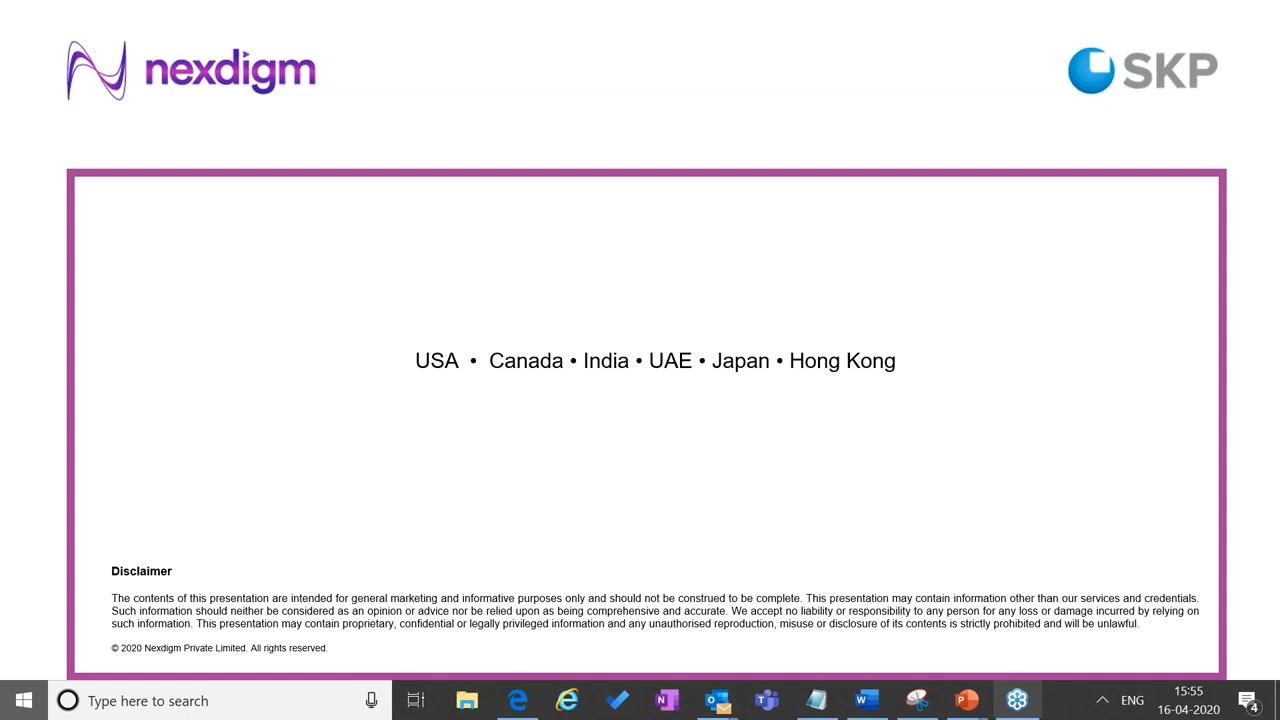 nexdigm
SKP
USA • Canada • India • UAE • Japan • Hong Kong
Disclaimer
The contents of this presentation are intended for general marketing and informative purposes only and should not be construed to be complete. This presentation may contain information other than our services and credentials.
Such information should neither be considered as an opinion or advice nor be relied upon as being comprehensive and accurate. We accept no liability or responsibility to any person for any loss or damage incurred by relying on
such information. This presentation may contain proprietary, confidential or legally privileged information and any unauthorised reproduction, misuse or disclosure of its contents is strictly prohibited and will be unlawful.
© 2020 Nexdigm Private Limited. All rights reserved.
Type here to search
ENG
15:55
16-04-2020
4